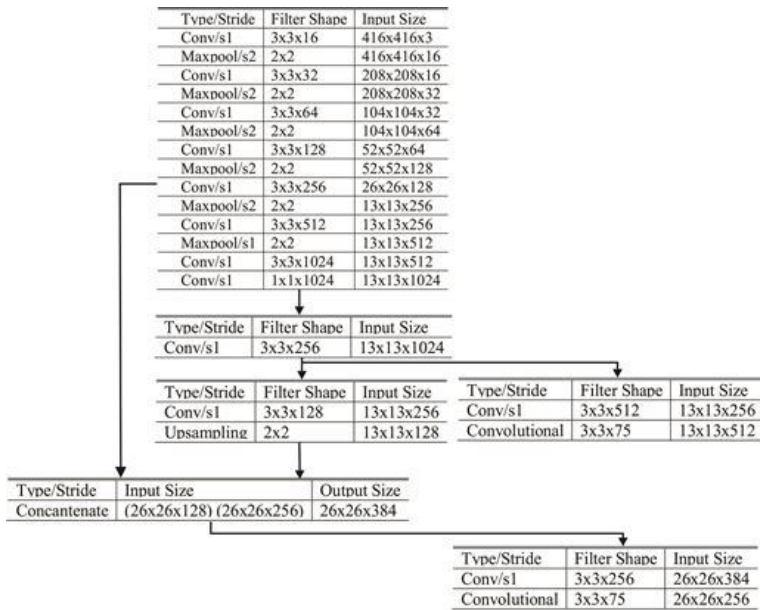 Type/Stride Filter Shape Input Size
Conv/s1 3x3x16 416x416x3
Maxpool/s2 2x2 416x416x16
Conv/s1 3x3x32 208x208x16
Maxpool/s2 2x2 208x208x32
Conv/s1 3x3x64 104x104x32
Maxpool/s2 2x2 104x104x64
Conv/s1 3x3x128 52x52x64
Maxpool/s2 2x2 52x52x128
Conv/s1 3x3x256 26x26x128
Maxpool/s2 2x2 13x13x256
Conv/s1 3x3x512 13x13x256
Maxpool/s1 2x2 13x13x512
Conv/s1 3x3x1024 13x13x512
Conv/s1 1x1x1024 13x13x1024
Type/Stride Filter Shape Input Size
Conv/s1 3x3x256 13x13x1024
Type/Stride Filter Shape Input Size
Conv/s1 3x3x128 13x13x256
Upsampling 2x2 13x13x128
Type/Stride Filter Shape Input Size
Conv/s1 3x3x512 13x13x256
Convolutional 3x3x75 13x13x512
Type/Stride Input Size Output Size
Concantenate (26x26x128) (26x26x256) 26x26x384
Type/Stride Filter Shape Input Size
Conv/s1 3x3x256 26x26x384
Convolutional 3x3x75 26x26x256